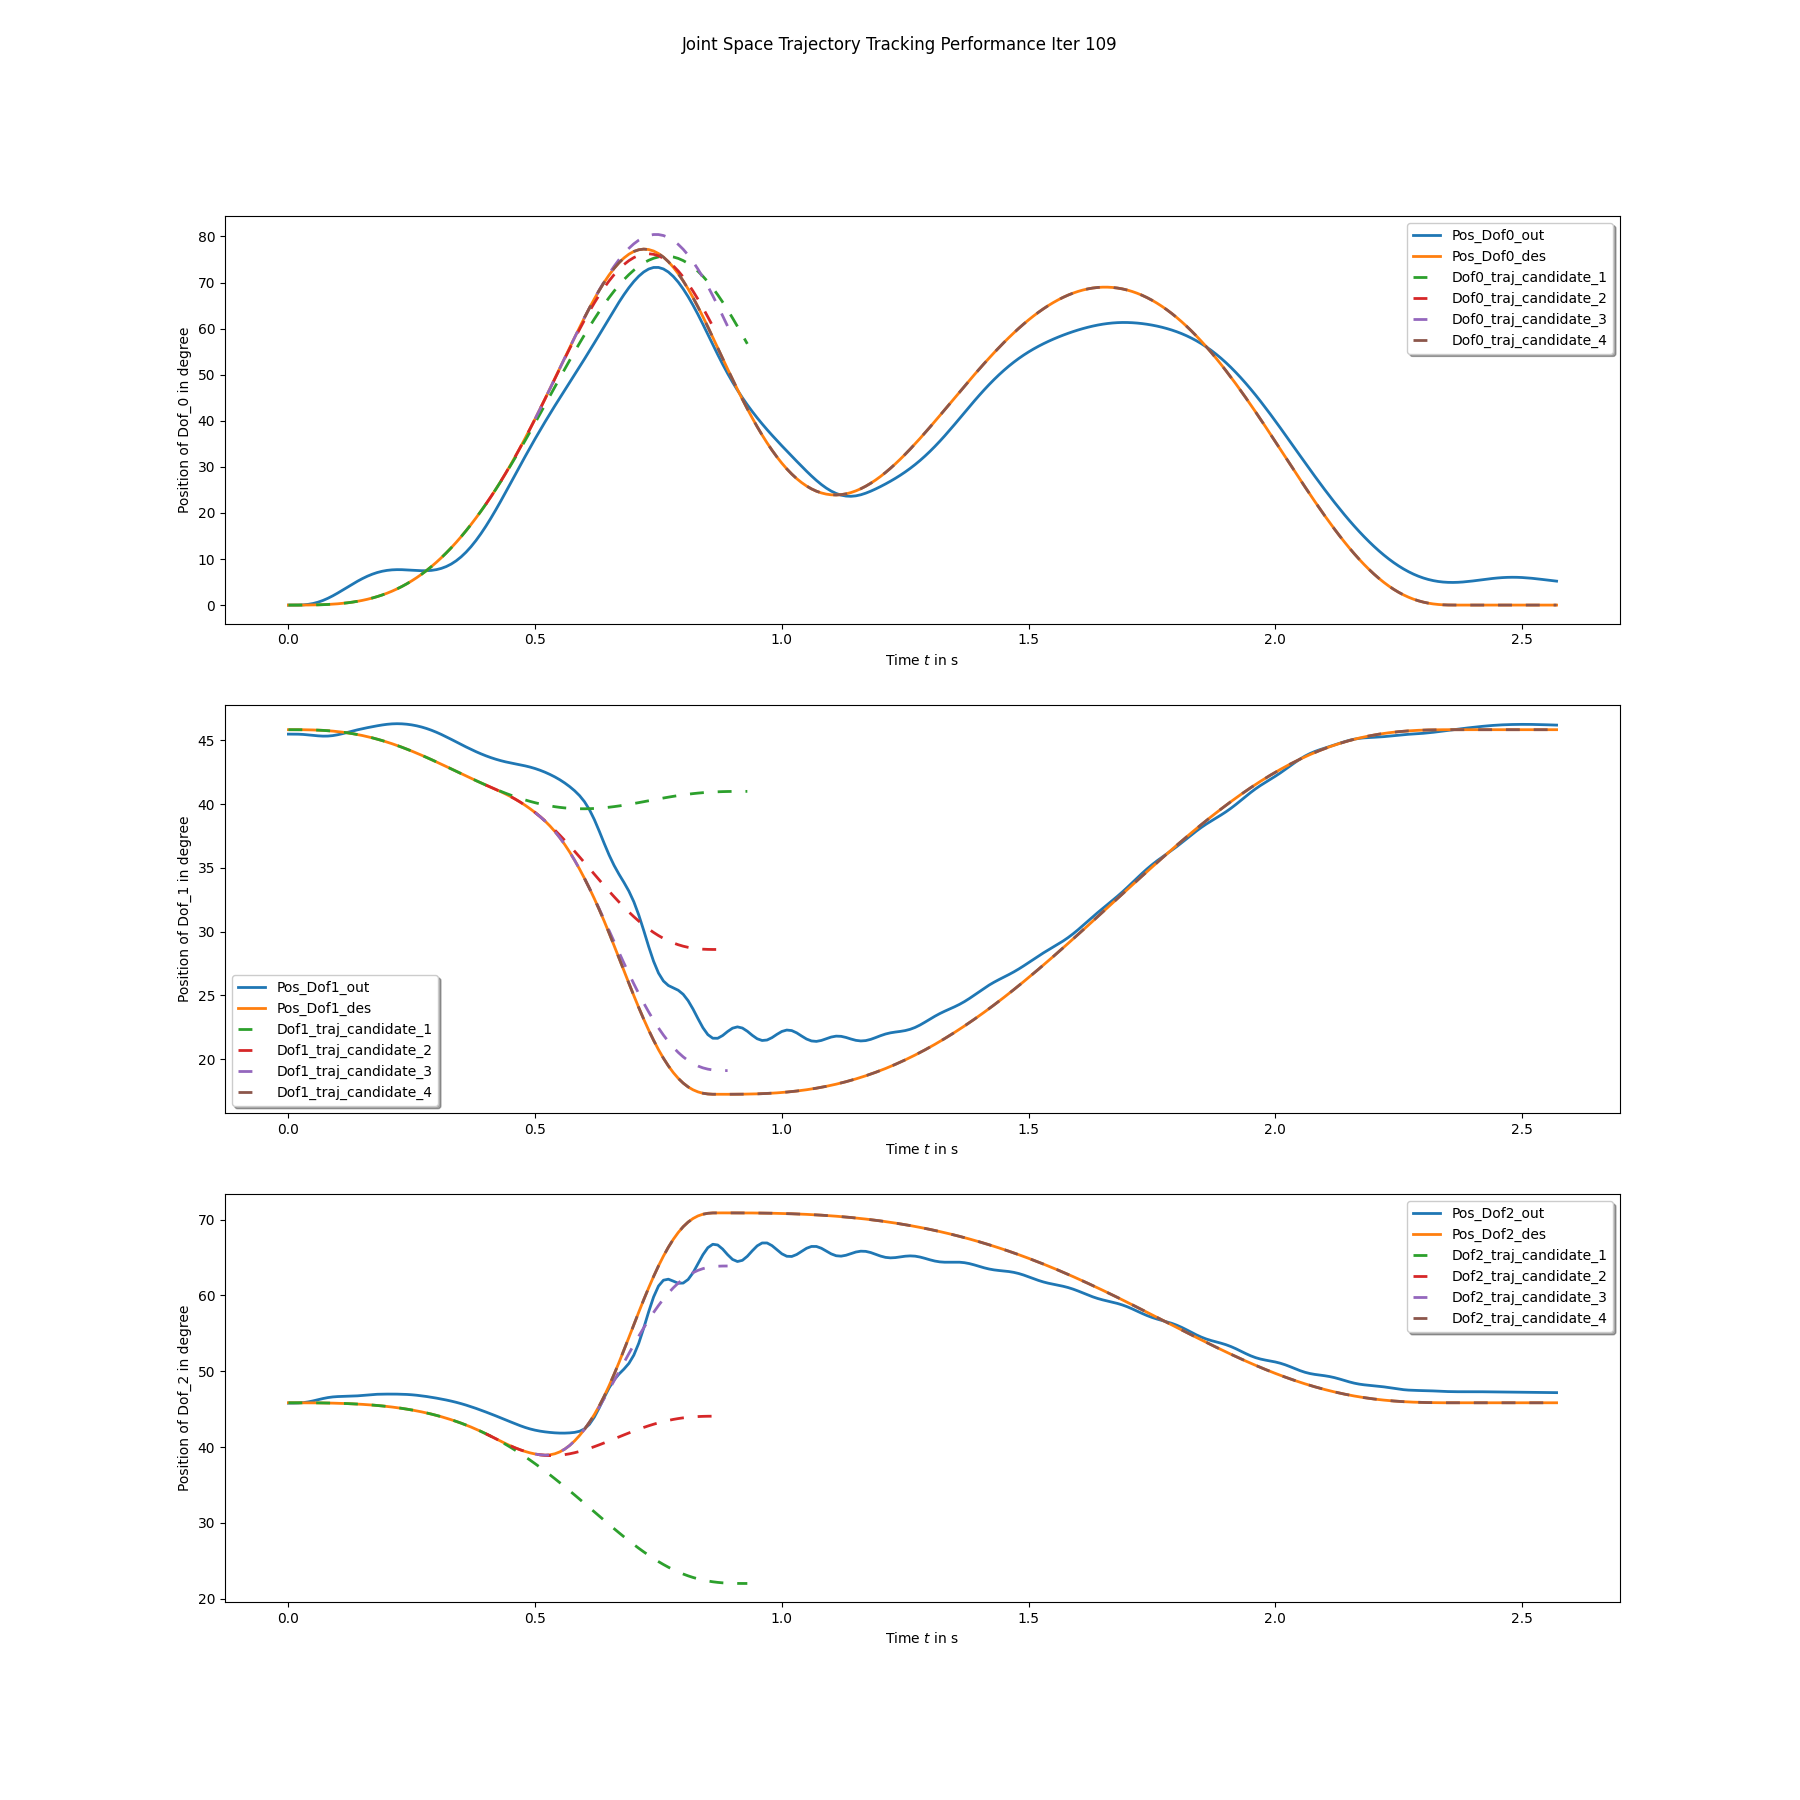 Joint Space Trajectory Tracking Performance Iter 109
Position of Dof_0 in degree
80
70
60
50
40
30
20
10
0
Pos_Dof0_out
Pos_Dof0_des
Dof0_traj_candidate_1
Dof0_traj_candidate_2
Dof0_traj_candidate_3
Dof0_traj_candidate_4
0.0 0.5 1.0 1.5 2.0 2.5
Time t in s
Position of Dof_1 in degree
45
40
35
30
25
20
Pos_Dof1_out
Pos_Dof1_des
Dof1_traj_candidate_1
Dof1_traj_candidate_2
Dof1_traj_candidate_3
Dof1_traj_candidate_4
0.0 0.5 1.0 1.5 2.0 2.5
Time t in s
Position of Dof_2 in degree
70
60
50
40
30
20
Pos_Dof2_out
Pos_Dof2_des
Dof2_traj_candidate_1
Dof2_traj_candidate_2
Dof2_traj_candidate_3
Dof2_traj_candidate_4
0.0 0.5 1.0 1.5 2.0 2.5
Time t in s